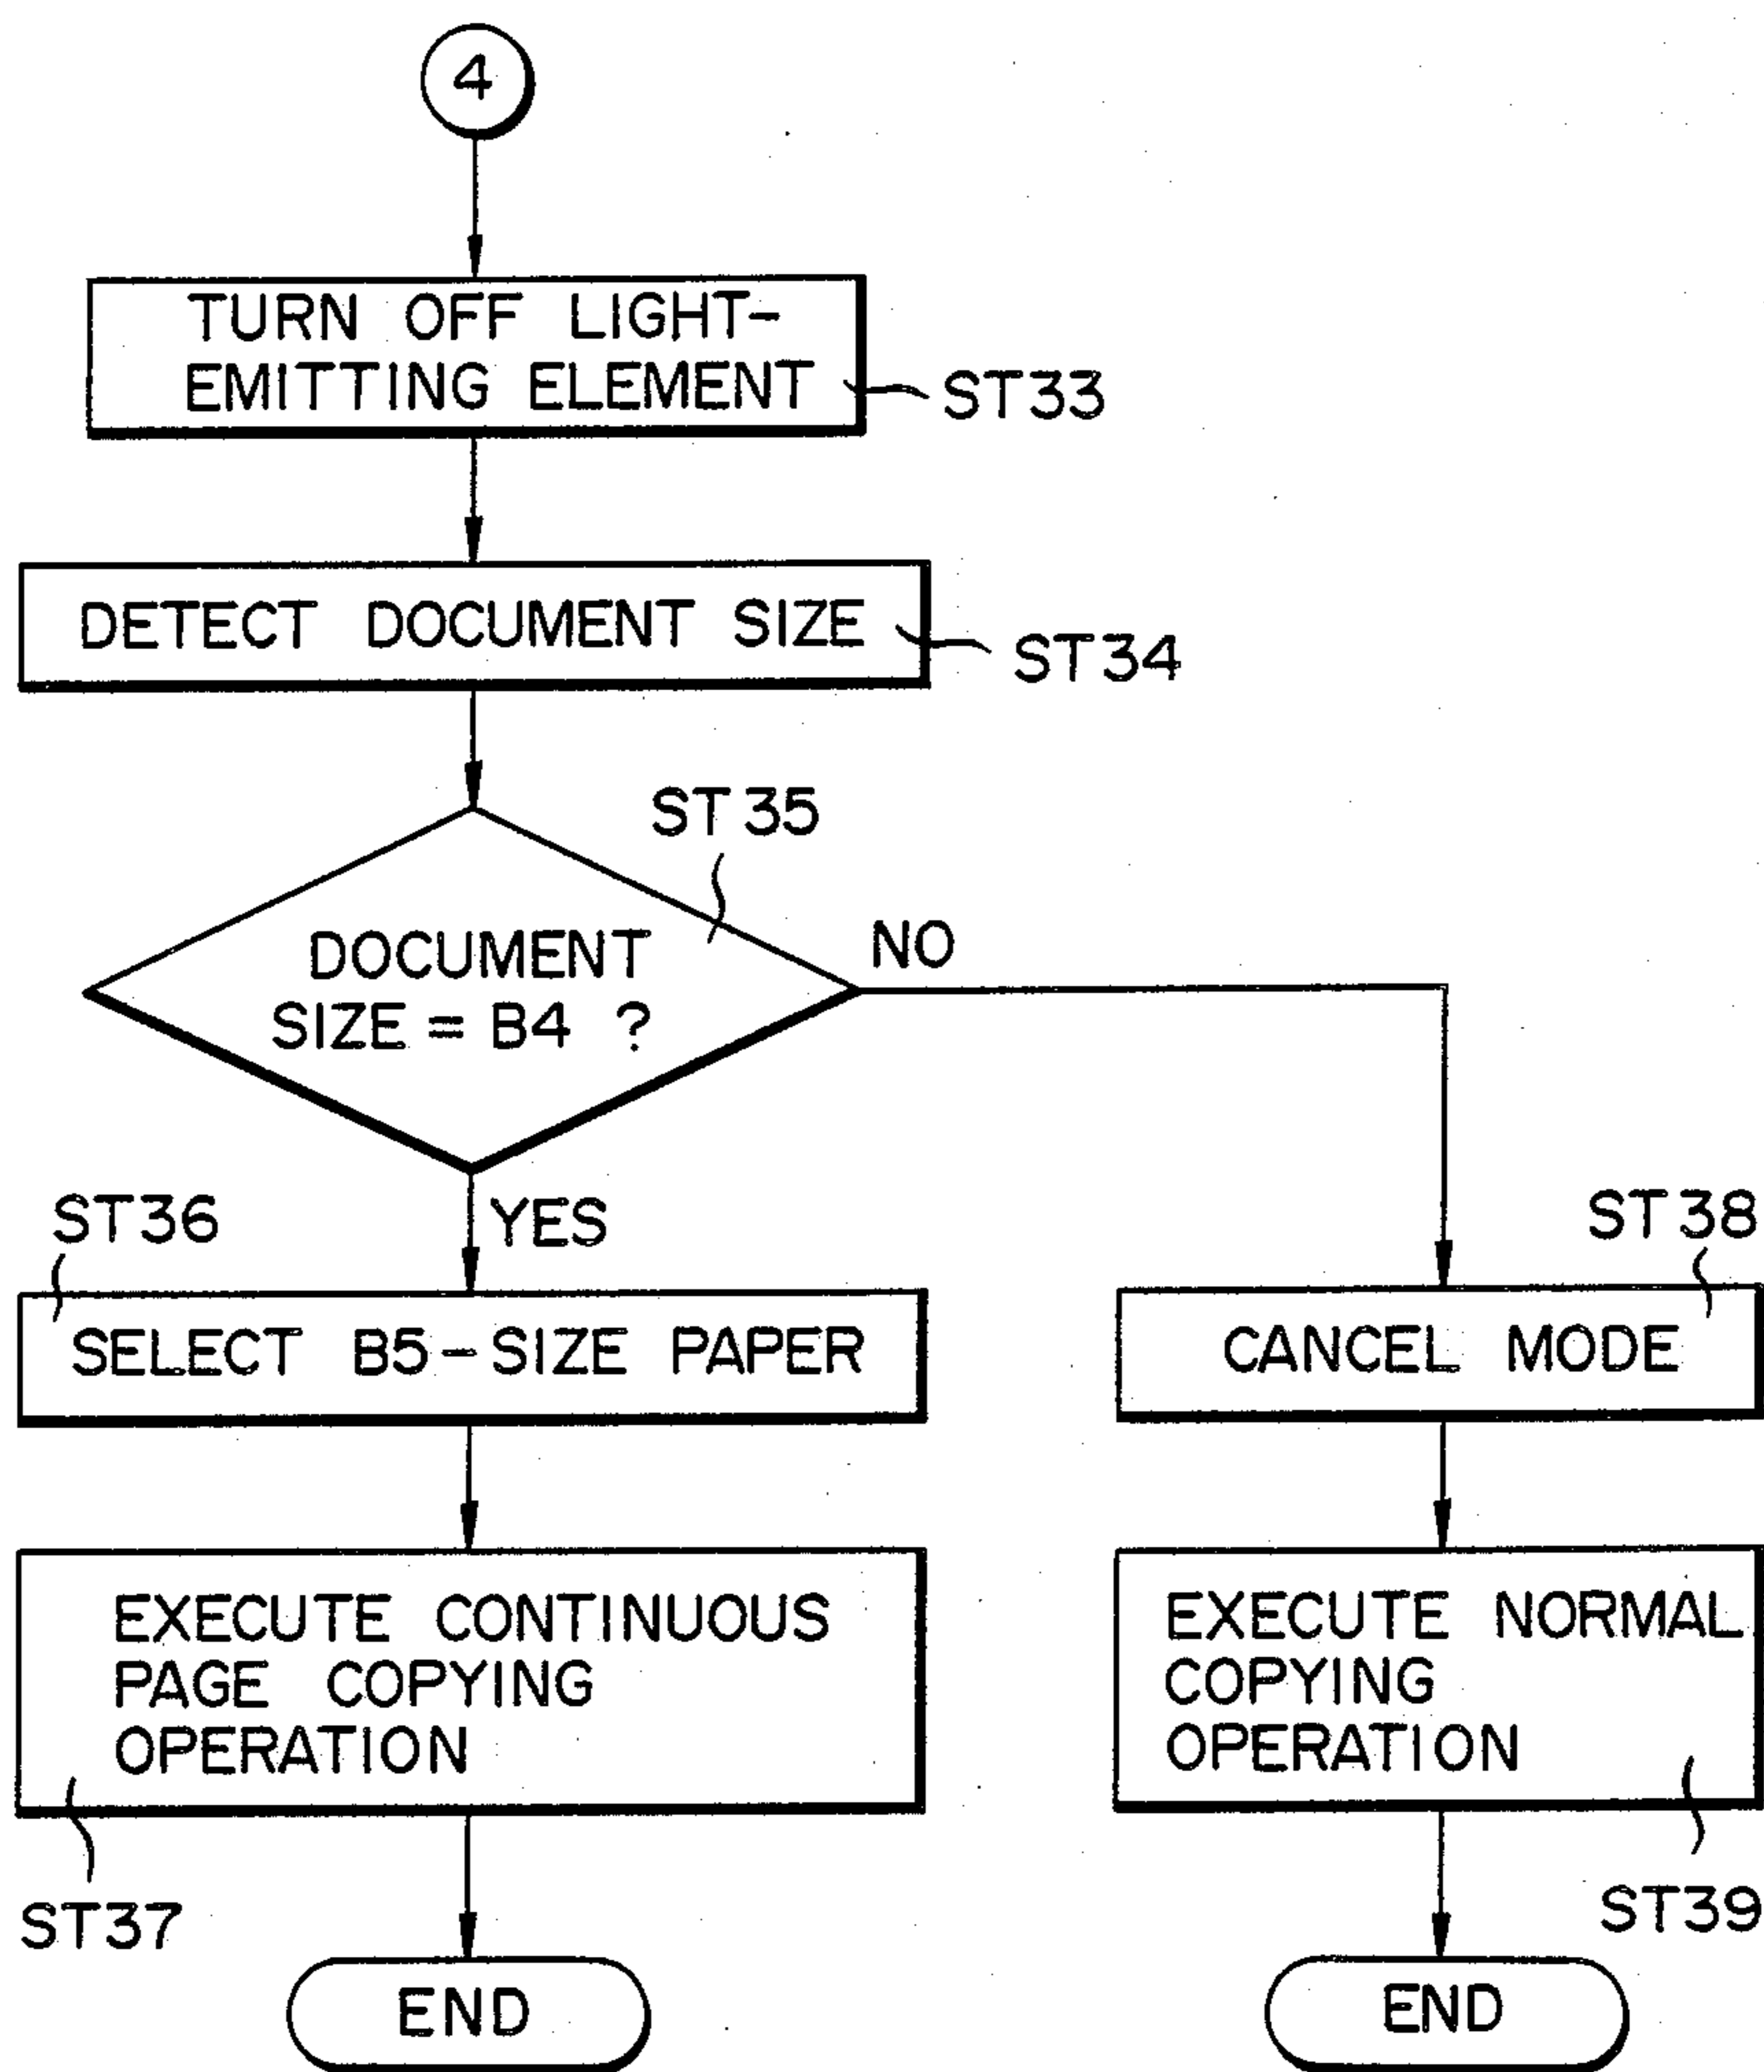 4
TURN OFF LIGHT-
EMITTING ELEMENT
ST33
DETECT DOCUMENT SIZE
ST34
ST35
DOCUMENT
SIZE = B4 ?
NO
YES
ST36
SELECT B5-SIZE PAPER
ST38
CANCEL MODE
EXECUTE CONTINUOUS
PAGE COPYING
OPERATION
ST37
EXECUTE NORMAL
COPYING
OPERATION
ST39
END
END